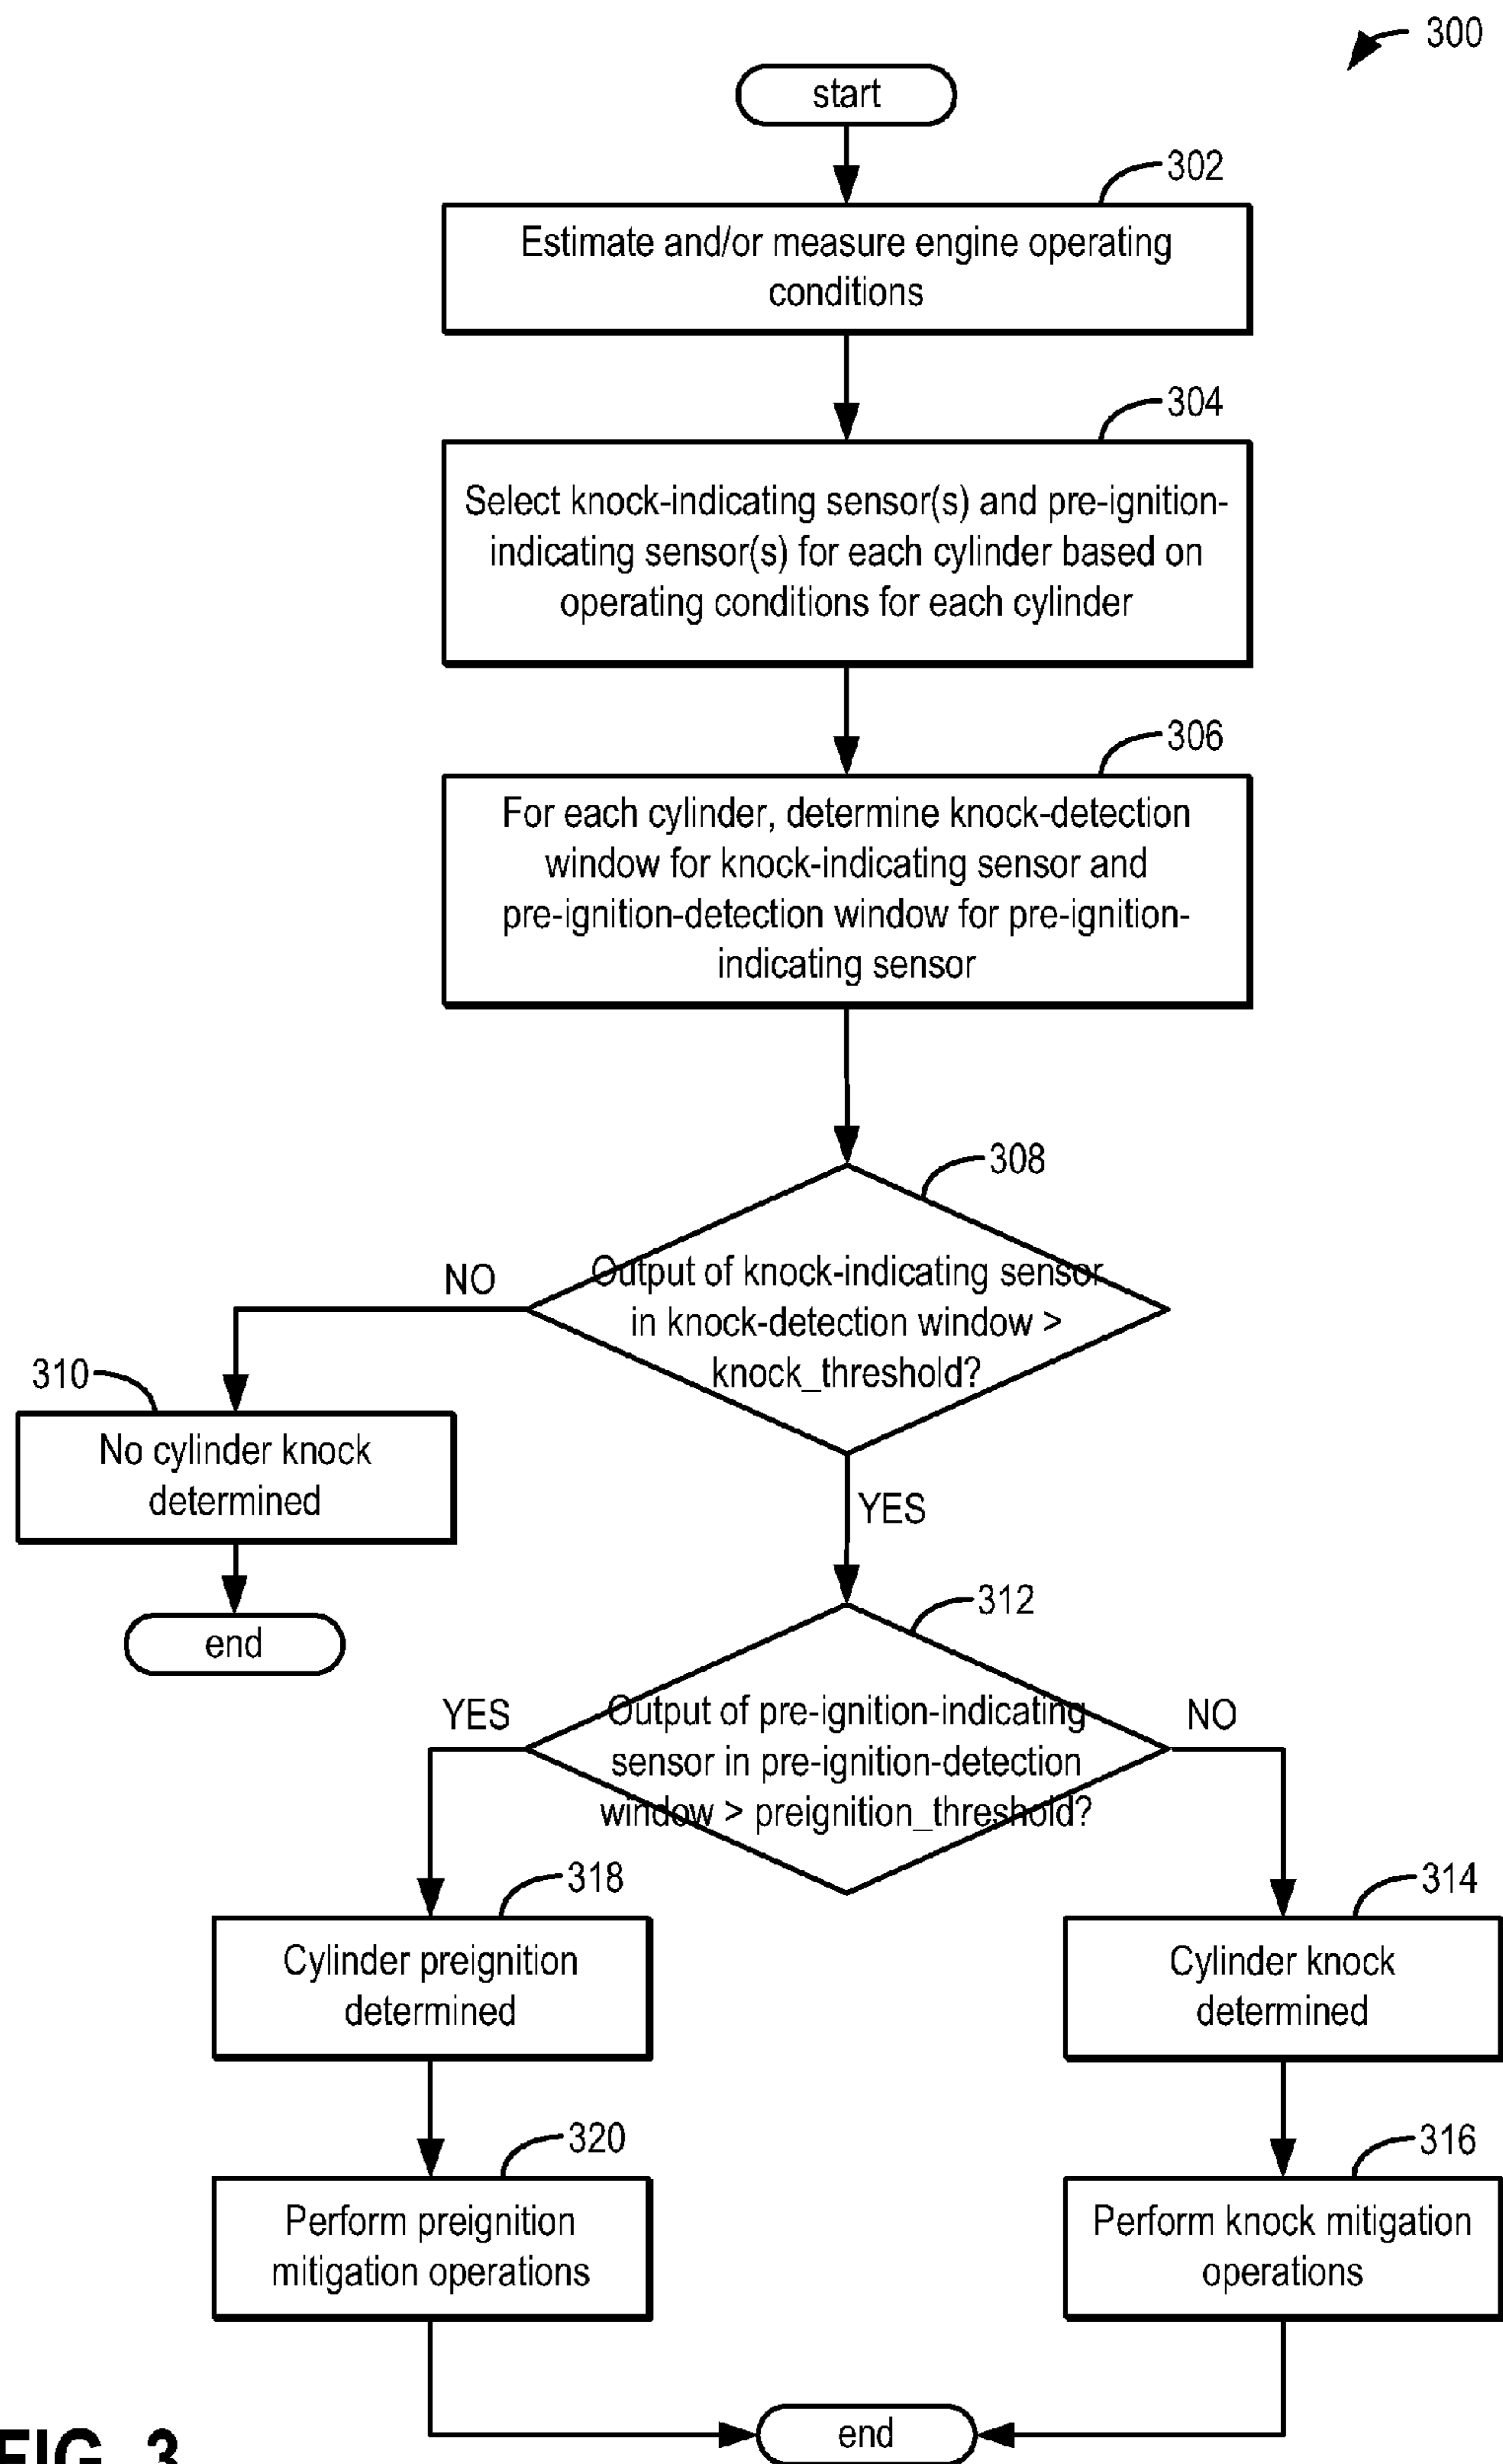 300
start
302
Estimate and/or measure engine operating
conditions
304
Select knock-indicating sensor(s) and pre-ignition-
indicating sensor(s) for each cylinder based on
operating conditions for each cylinder
306
For each cylinder, determine knock-detection
window for knock-indicating sensor and
pre-ignition-detection window for pre-ignition-
indicating sensor
308
Output of knock-indicating sensor
in knock-detection window >
knock_threshold?
NO
310
No cylinder knock
determined
end
YES
312
Output of pre-ignition-indicating
sensor in pre-ignition-detection
window > preignition_threshold?
YES
NO
318
Cylinder preignition
determined
314
Cylinder knock
determined
320
Perform preignition
mitigation operations
316
Perform knock mitigation
operations
end
FIG. 3